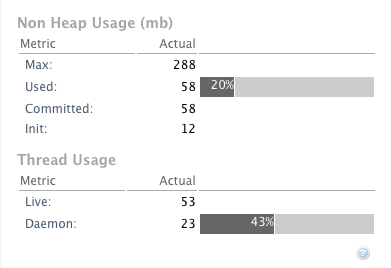 Non Heap Usage (mb)
Metric Actual
Max: 288
Used: 58 20%
Committed: 58
Init: 12
Thread Usage
Metric Actual
Live: 53
Daemon: 23 43%
?